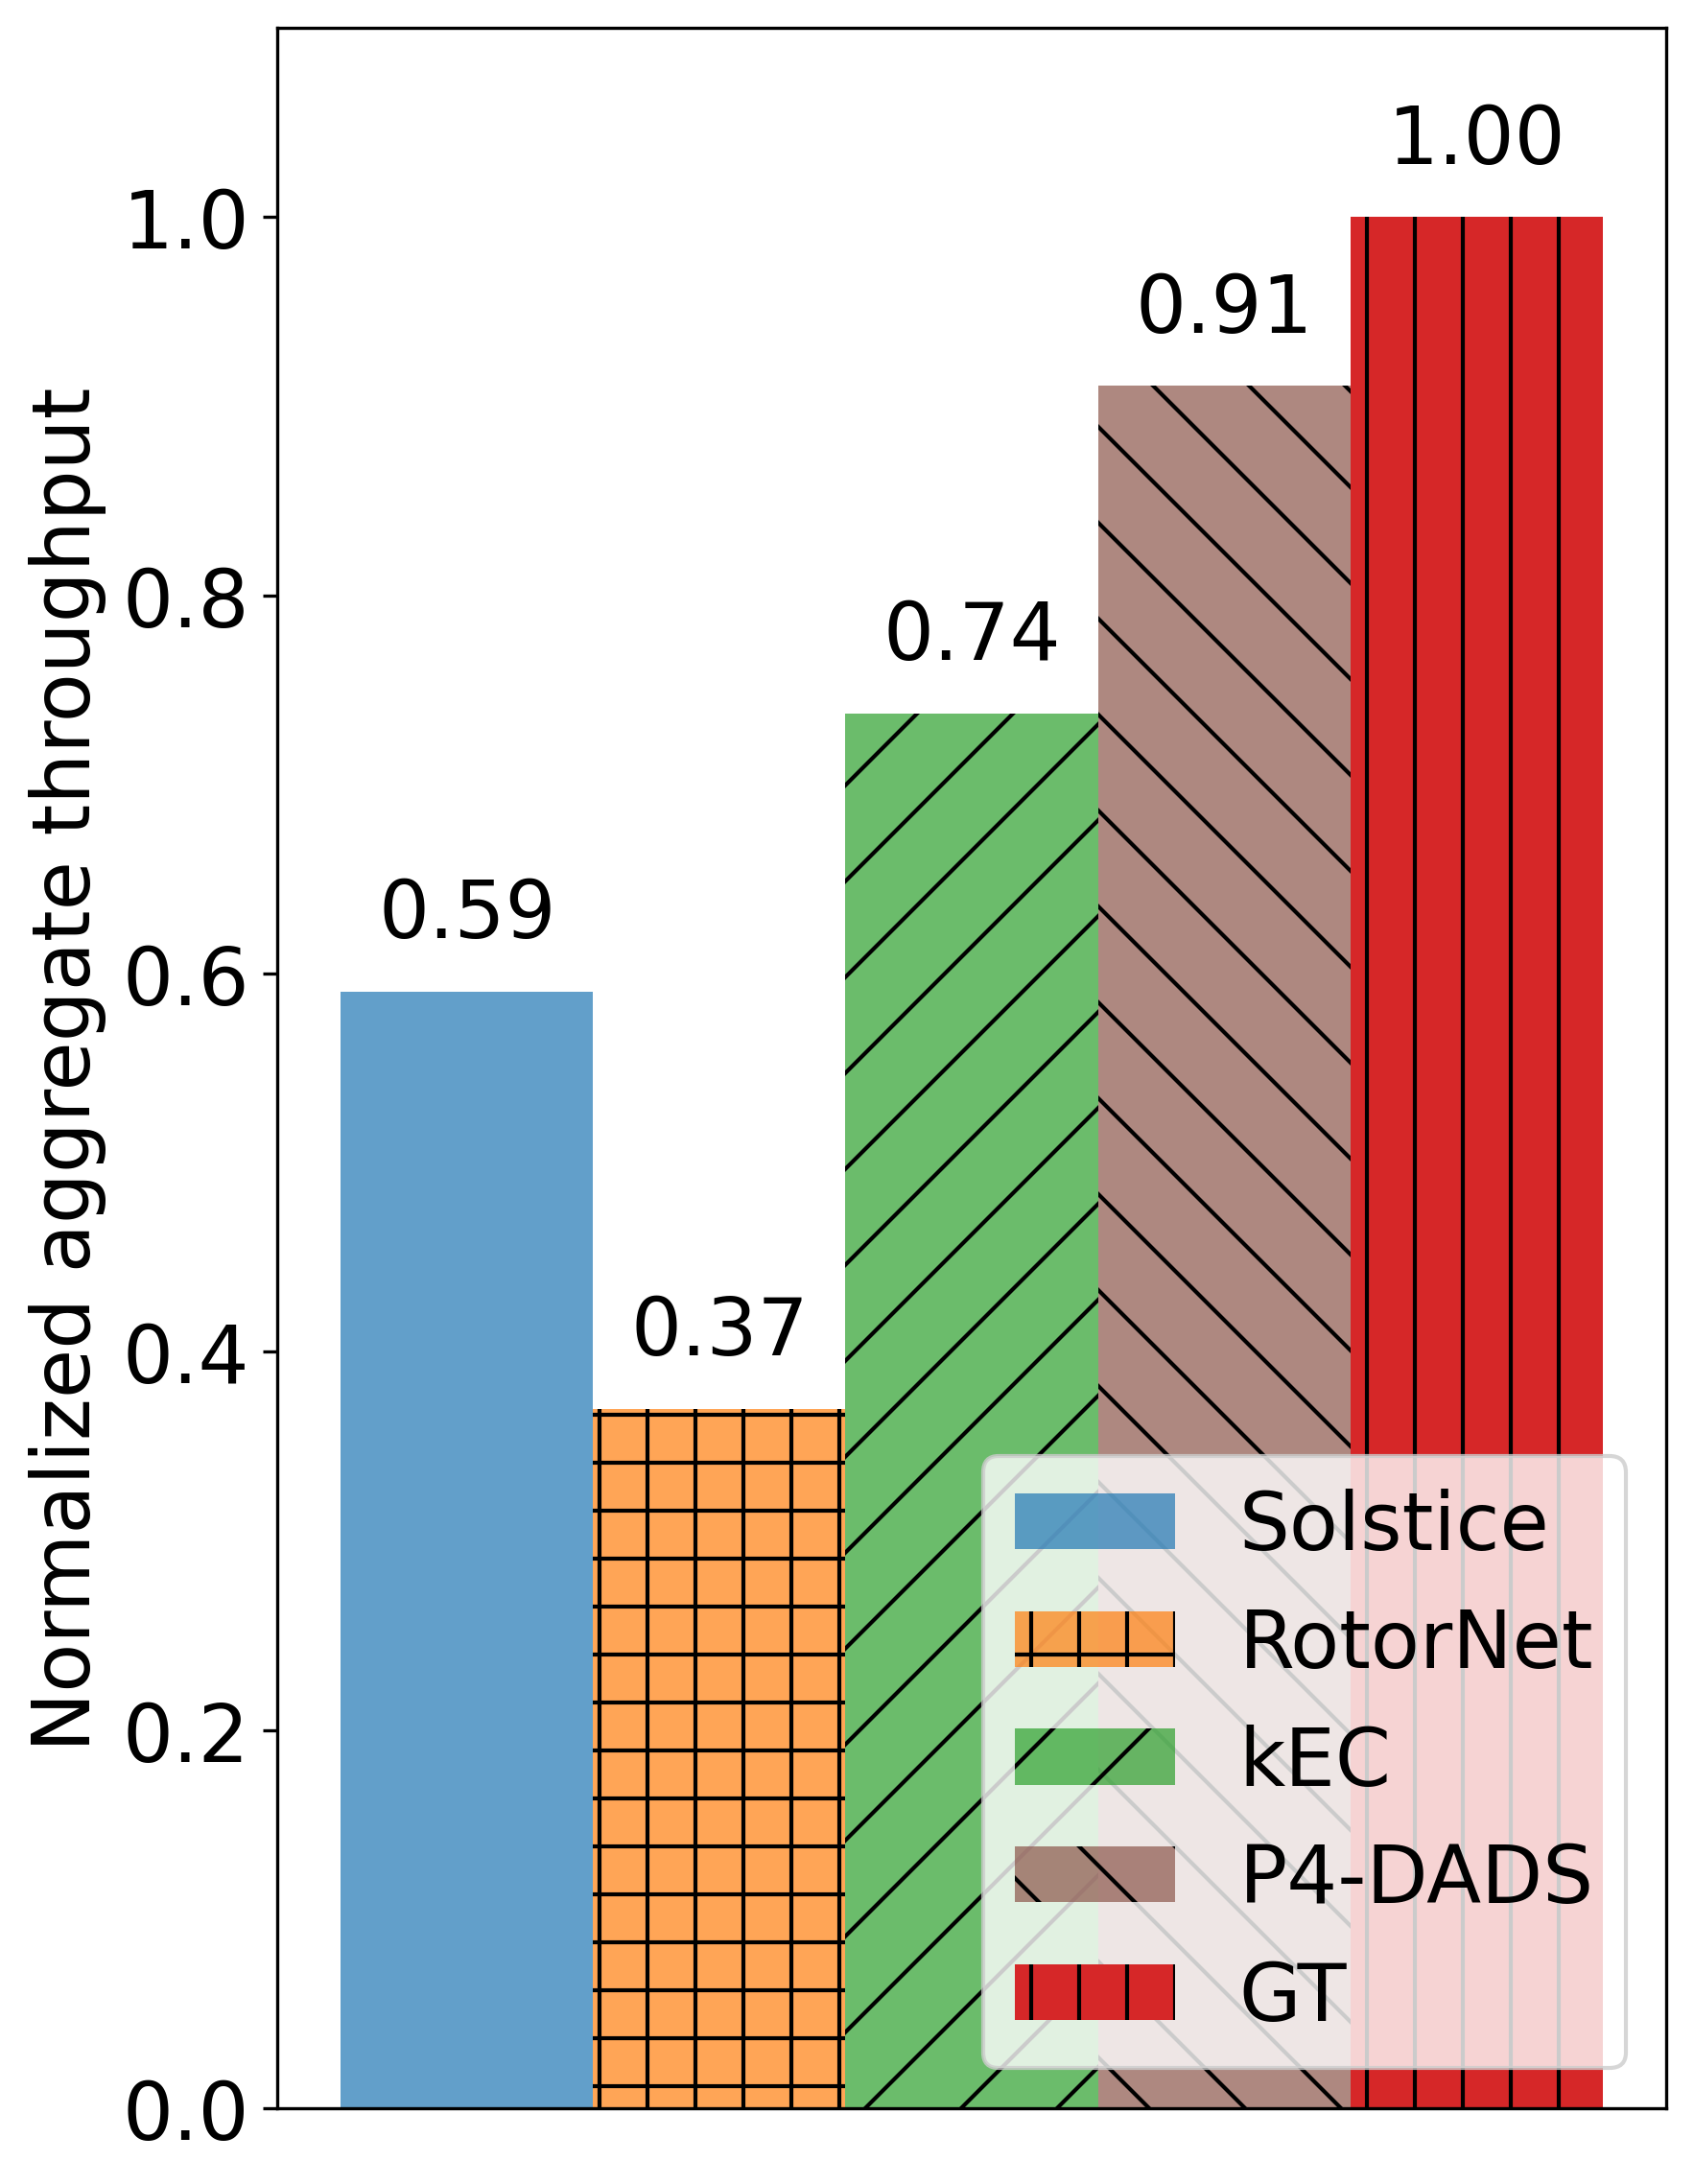 Normalized aggregate throughput
1.0
0.8
0.6
0.4
0.2
0.0
0.59
0.37
0.74
0.91
1.00
Solstice
RotorNet
kEC
P4-DADS
GT